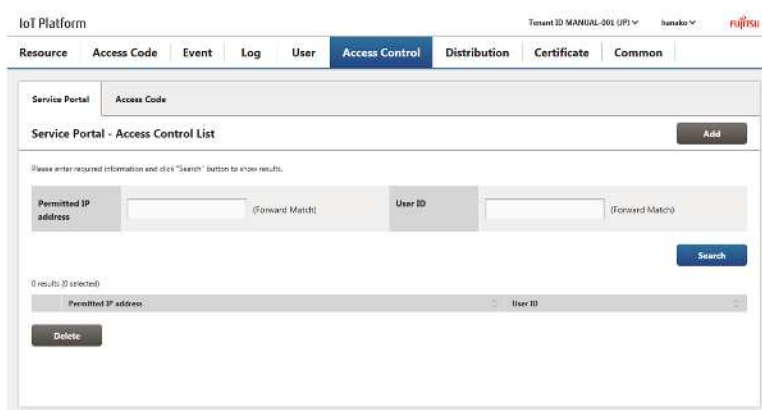 IoT Platform
Tenant ID MANUAL-001 (JP) hanako FUJITSU
Resource Access Code Event Log User Access Control Distribution Certificate Common
Service Portal Access Code
Service Portal - Access Control List Add
Please enter required information and click "Search" button to show results.
Permitted IP address (Forward Match) User ID (Forward Match)
Search
0 results (0 selected)
Permitted IP address User ID
Delete